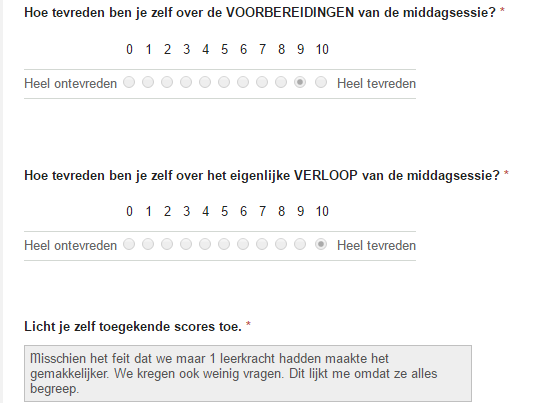 Hoe tevreden ben je zelf over de VOORBEREIDINGEN van de middagsessie? *
0 1 2 3 4 5 6 7 8 9 10
Heel ontevreden Heel tevreden
Hoe tevreden ben je zelf over het eigenlijke VERLOOP van de middagsessie? *
0 1 2 3 4 5 6 7 8 9 10
Heel ontevreden Heel tevreden
Licht je zelf toegekende scores toe. *
Misschien het feit dat we maar 1 leerkracht hadden maakte het
gemakkelijker. We kregen ook weinig vragen. Dit lijkt me omdat ze alles
begreep.